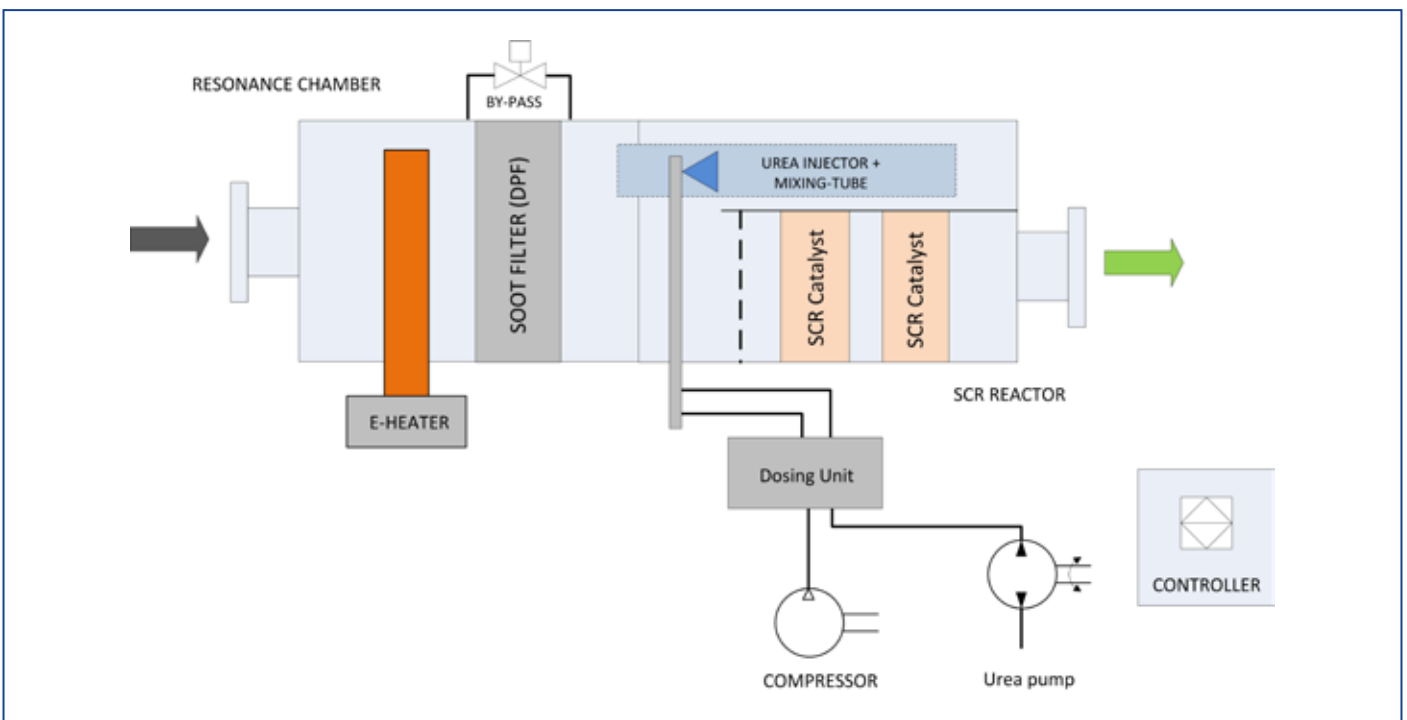 RESONANCE CHAMBER
BY-PASS
SOOT FILTER (DPF)
UREA INJECTOR +
MIXING-TUBE
SCR Catalyst
SCR Catalyst
E-HEATER
SCR REACTOR
Dosing Unit
CONTROLLER
COMPRESSOR
Urea pump